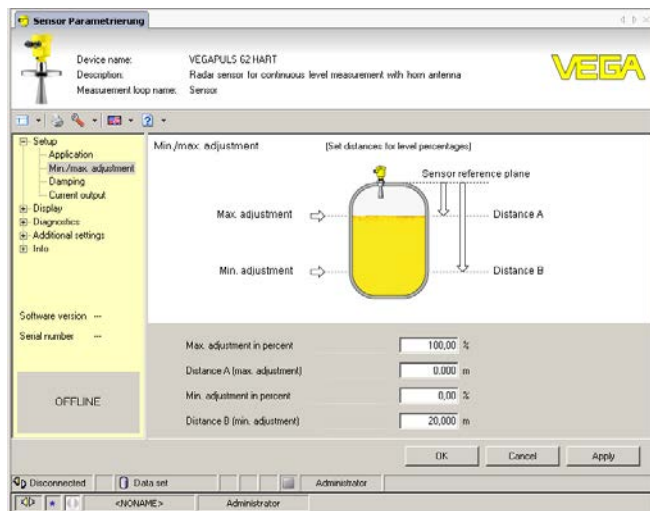 Sensor Parametrierung
Device name: VEGAPULS 62 HART
Description: Radar sensor for continuous level measurement with horn antenna
Measurement loop name: Sensor
VEGA
Setup
Application
Min./max. adjustment
Damping
Current output
Display
Diagnostics
Additional settings
Info
Software version ---
Serial number ---
OFFLINE
Min./max. adjustment (Set distances for level percentages)
Sensor reference plane
Max. adjustment Distance A
Min. adjustment Distance B
Max. adjustment in percent 100,00 %
Distance A (max. adjustment) 0.000 m
Min. adjustment in percent 0,00 %
Distance B (min. adjustment) 20,000 m
OK Cancel Apply
Disconnected Data set Administrator
<NONAME> Administrator